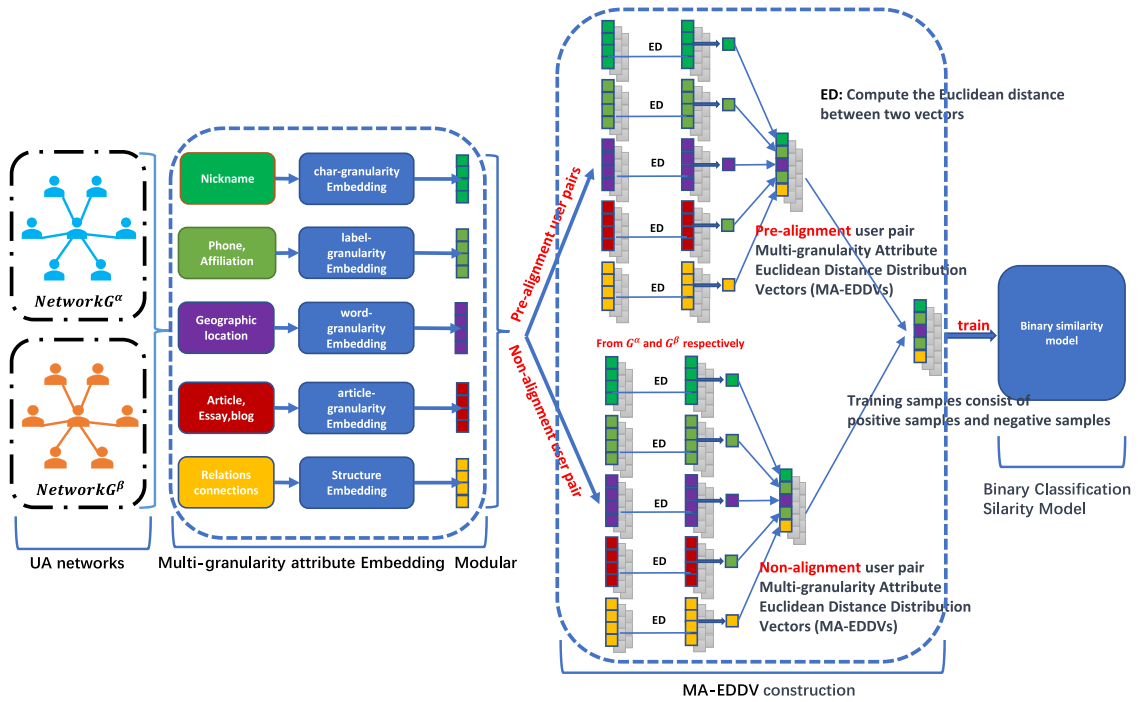 NetworkG^α
NetworkG^β
UA networks
Nickname
char-granularity
Embedding
Phone,
Affiliation
label-
granularity
Embedding
Geographic
location
word-
granularity
Embedding
Article,
Essay,blog
article-
granularity
Embedding
Relations
connections
Structure
Embedding
Multi-granularity attribute Embedding Modular
Pre-alignment user pairs
Non-alignment user pair
ED
ED
ED
ED
ED
ED: Compute the Euclidean distance
between two vectors
Pre-alignment user pair
Multi-granularity Attribute
Euclidean Distance Distribution
Vectors (MA-EDDVs)
From G^α and G^β respectively
ED
ED
ED
ED
ED
Non-alignment user pair
Multi-granularity Attribute
Euclidean Distance Distribution
Vectors (MA-EDDVs)
MA-EDDV construction
train
Binary similarity
model
Training samples consist of
positive samples and negative samples
Binary Classification
Silarity Model